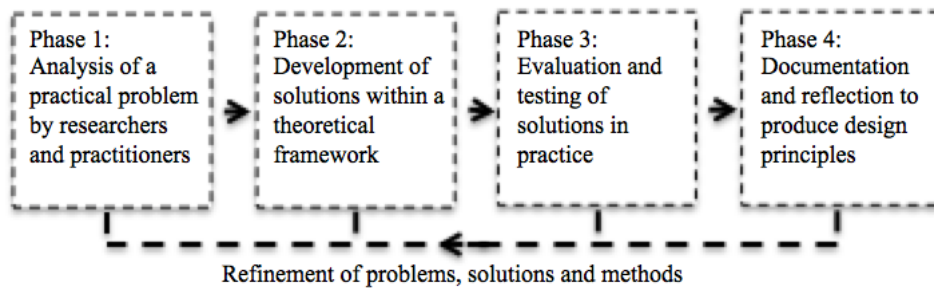 Phase 1:
Analysis of a
practical problem
by researchers
and practitioners
Phase 2:
Development of
solutions within a
theoretical
framework
Phase 3:
Evaluation and
testing of
solutions in
practice
Phase 4:
Documentation
and reflection to
produce design
principles
Refinement of problems, solutions and methods